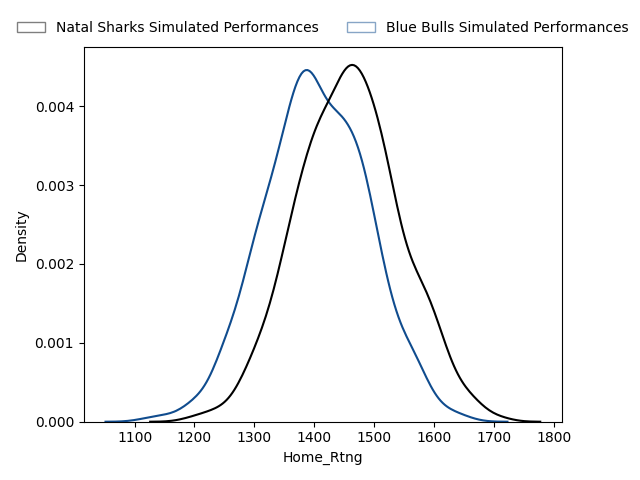 Natal Sharks Simulated Performances Blue Bulls Simulated Performances
0.004
0.003
0.002
0.001
0.000
Density
1100 1200 1300 1400 1500 1600 1700 1800
Home_Rtng